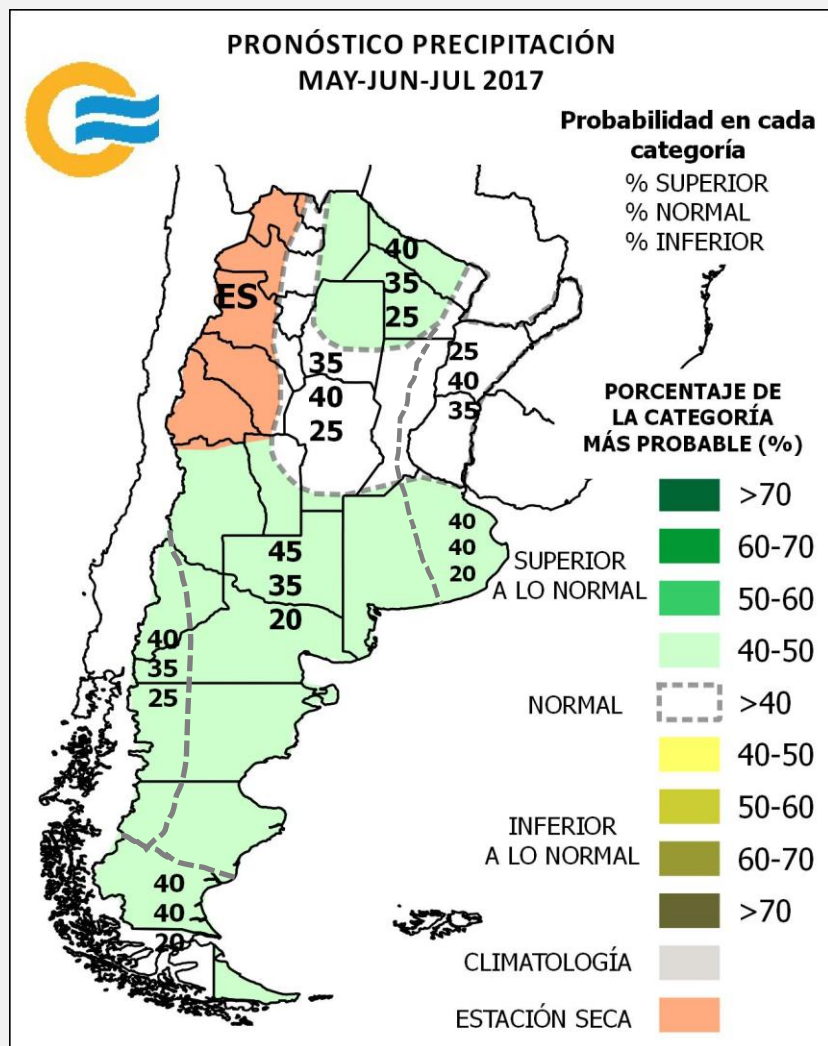 PRONÓSTICO PRECIPITACIÓN
MAY-JUN-JUL 2017
Probabilidad en cada
categoría
% SUPERIOR
% NORMAL
% INFERIOR
ES
40
35
25
35
40
25
25
40
35
40
40
20
45
35
20
40
35
25
40
40
20
PORCENTAJE DE
LA CATEGORÍA
MÁS PROBABLE (%)
>70
60-70
50-60
40-50
SUPERIOR
A LO NORMAL
NORMAL
>40
40-50
50-60
60-70
>70
INFERIOR
A LO NORMAL
CLIMATOLOGÍA
ESTACIÓN SECA